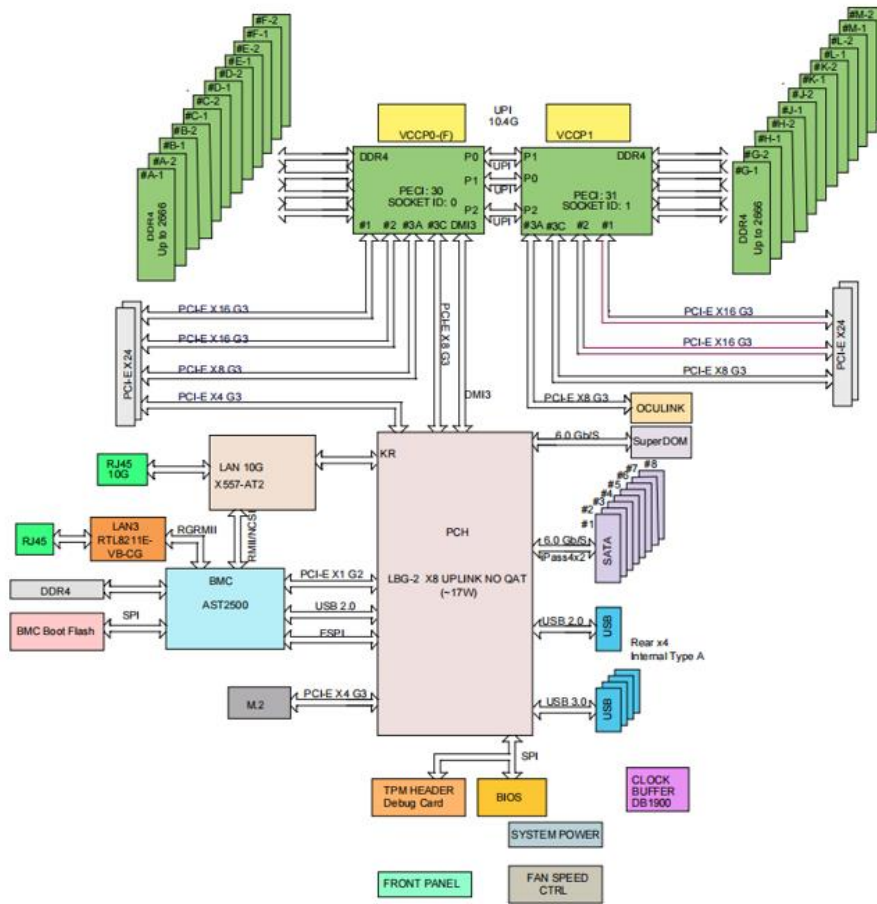 #F-2
#F-1
#E-2
#E-1
#D-2
#D-1
#C-2
#C-1
#B-2
#B-1
#A-2
#A-1
DDR4
Up to 2666
#M-2
#M-1
#L-2
#L-1
#K-2
#K-1
#J-2
#J-1
#H-2
#H-1
#G-2
#G-1
DDR4
Up to 2666
UPI
10.4G
VCCP0-(F)
VCCP1
DDR4
P0
P1
PECI: 30
SOCKET ID: 0
P2
#1
#2
#3A
#3C
DMI3
UPI
UPI
UPI
P1
DDR4
P0
PECI: 31
SOCKET ID: 1
P2
#3A
#3C
#2
#1
PCI-E X24
PCI-E X16 G3
PCI-E X16 G3
PCI-E X8 G3
PCI-E X4 G3
PCI-E X8 G3
DMI3
PCI-E X16 G3
PCI-E X16 G3
PCI-E X8 G3
PCI-E X8 G3
PCI-E X24
OCULINK
6.0 Gb/S
SuperDOM
RJ45
10G
LAN 10G
X557-AT2
KR
RJ45
LAN3
RTL8211E-
VB-CG
RGRMII
RMII/NCSI
DDR4
BMC
AST2500
BMC Boot Flash
SPI
PCI-E X1 G2
USB 2.0
ESPI
M.2
PCI-E X4 G3
PCH
LBG-2 X8 UPLINK NO QAT
(~17W)
#8
#7
#6
#5
#4
#3
#2
#1
6.0 Gb/S
iPass4x2
SATA
USB 2.0
USB
Rear x4
Internal Type A
USB 3.0
USB
SPI
TPM HEADER
Debug Card
BIOS
CLOCK
BUFFER
DB1900
SYSTEM POWER
FRONT PANEL
FAN SPEED
CTRL